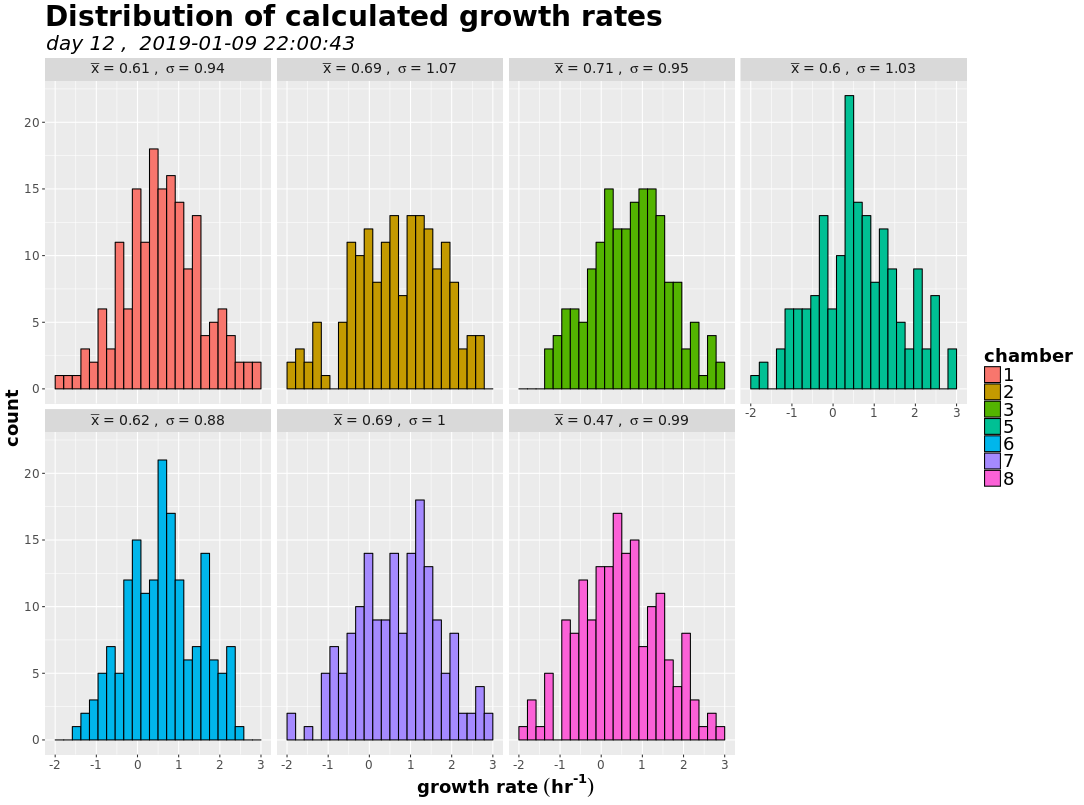 Distribution of calculated growth rates
day 12 ,  2019-01-09 22:00:43
x̅ = 0.61 ,  σ = 0.94
x̅ = 0.69 ,  σ = 1.07
x̅ = 0.71 ,  σ = 0.95
x̅ = 0.6 ,  σ = 1.03
20
15
10
5
0
-2 -1 0 1 2 3
x̅ = 0.62 ,  σ = 0.88
x̅ = 0.69 ,  σ = 1
x̅ = 0.47 ,  σ = 0.99
20
15
10
5
0
-2 -1 0 1 2 3
-2 -1 0 1 2 3
-2 -1 0 1 2 3
count
growth rate (hr⁻¹)
chamber
1
2
3
5
6
7
8